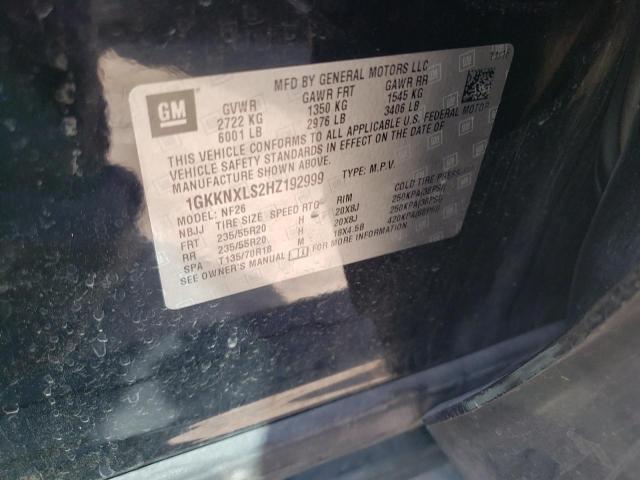 GM
MFD BY GENERAL MOTORS LLC
GVWR GAWR FRT GAWR RR
2722 KG 1350 KG 1545 KG
6001 LB 2976 LB 3406 LB
THIS VEHICLE CONFORMS TO ALL APPLICABLE U.S. FEDERAL MOTOR
VEHICLE SAFETY STANDARDS IN EFFECT ON THE DATE OF
MANUFACTURE SHOWN ABOVE.
1GKKNXLS2HZ192999 TYPE: M.P.V.
MODEL: NF26
NBJJ TIRE SIZE SPEED RTG RIM COLD TIRE
FRT 235/55R20 H 20X8J 250KPA(36PSI)
RR 235/55R20 H 20X8J 250KPA(36PSI)
SPA T135/70R18 M 18X4.5B 420KPA(60PSI)
SEE OWNER'S MANUAL FOR MORE INFORMATION